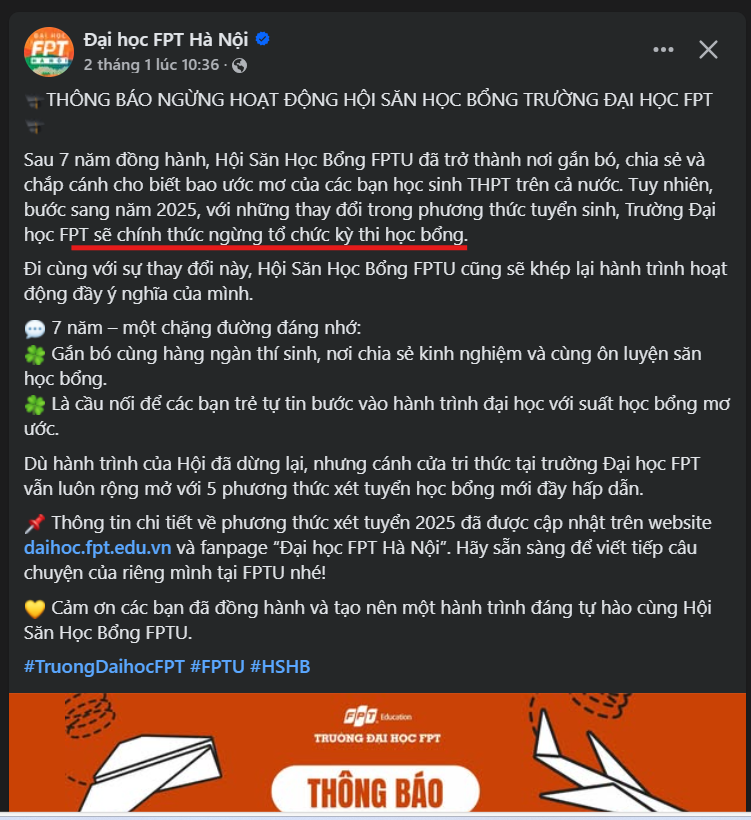 ĐẠI HỌC
FPT
HÀ NỘI
Đại học FPT Hà Nội
2 tháng 1 lúc 10:36 ·
THÔNG BÁO NGỪNG HOẠT ĐỘNG HỘI SĂN HỌC BỔNG TRƯỜNG ĐẠI HỌC FPT
Sau 7 năm đồng hành, Hội Săn Học Bổng FPTU đã trở thành nơi gắn bó, chia sẻ và
chắp cánh cho biết bao ước mơ của các bạn học sinh THPT trên cả nước. Tuy nhiên,
bước sang năm 2025, với những thay đổi trong phương thức tuyển sinh, Trường Đại
học FPT sẽ chính thức ngừng tổ chức kỳ thi học bổng.
Đi cùng với sự thay đổi này, Hội Săn Học Bổng FPTU cũng sẽ khép lại hành trình hoạt
động đầy ý nghĩa của mình.
💬 7 năm – một chặng đường đáng nhớ:
🍀 Gắn bó cùng hàng ngàn thí sinh, nơi chia sẻ kinh nghiệm và cùng ôn luyện săn
học bổng.
🍀 Là cầu nối để các bạn trẻ tự tin bước vào hành trình đại học với suất học bổng mơ
ước.
Dù hành trình của Hội đã dừng lại, nhưng cánh cửa tri thức tại trường Đại học FPT
vẫn luôn rộng mở với 5 phương thức xét tuyển học bổng mới đầy hấp dẫn.
📌 Thông tin chi tiết về phương thức xét tuyển 2025 đã được cập nhật trên website
daihoc.fpt.edu.vn và fanpage “Đại học FPT Hà Nội”. Hãy sẵn sàng để viết tiếp câu
chuyện của riêng mình tại FPTU nhé!
💛 Cảm ơn các bạn đã đồng hành và tạo nên một hành trình đáng tự hào cùng Hội
Săn Học Bổng FPTU.
#TruongDaihocFPT #FPTU #HSHB
FPT Education
TRƯỜNG ĐẠI HỌC FPT
THÔNG BÁO